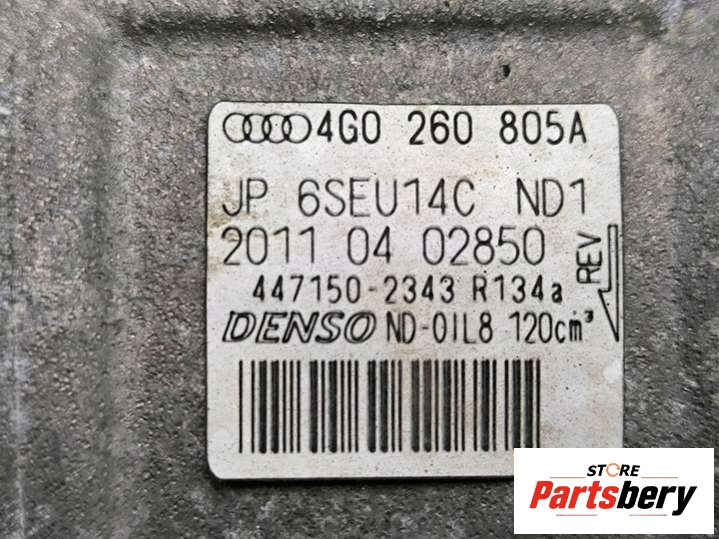 4G0 260 805A
JP 6SEU14C ND1
2011 04 02850
REV
447150-2343 R134a
DENSO ND-OIL8 120cm³
STORE
Partsbery